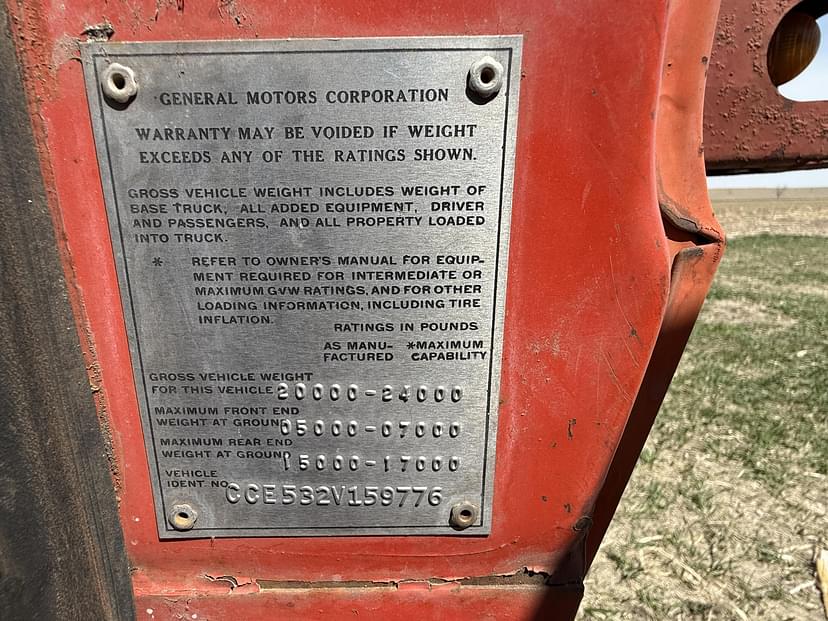 GENERAL MOTORS CORPORATION
WARRANTY MAY BE VOIDED IF WEIGHT
EXCEEDS ANY OF THE RATINGS SHOWN.
GROSS VEHICLE WEIGHT INCLUDES WEIGHT OF
BASE TRUCK, ALL ADDED EQUIPMENT, DRIVER
AND PASSENGERS, AND ALL PROPERTY LOADED
INTO TRUCK.
* REFER TO OWNER'S MANUAL FOR EQUIP-
MENT REQUIRED FOR INTERMEDIATE OR
MAXIMUM GVW RATINGS, AND FOR OTHER
LOADING INFORMATION, INCLUDING TIRE
INFLATION.
RATINGS IN POUNDS
AS MANU- *MAXIMUM
FACTURED CAPABILITY
GROSS VEHICLE WEIGHT
FOR THIS VEHICLE 20000-24000
MAXIMUM FRONT END
WEIGHT AT GROUND 05000-07000
MAXIMUM REAR END
WEIGHT AT GROUND 15000-17000
VEHICLE
IDENT. NO. CCE532V159776